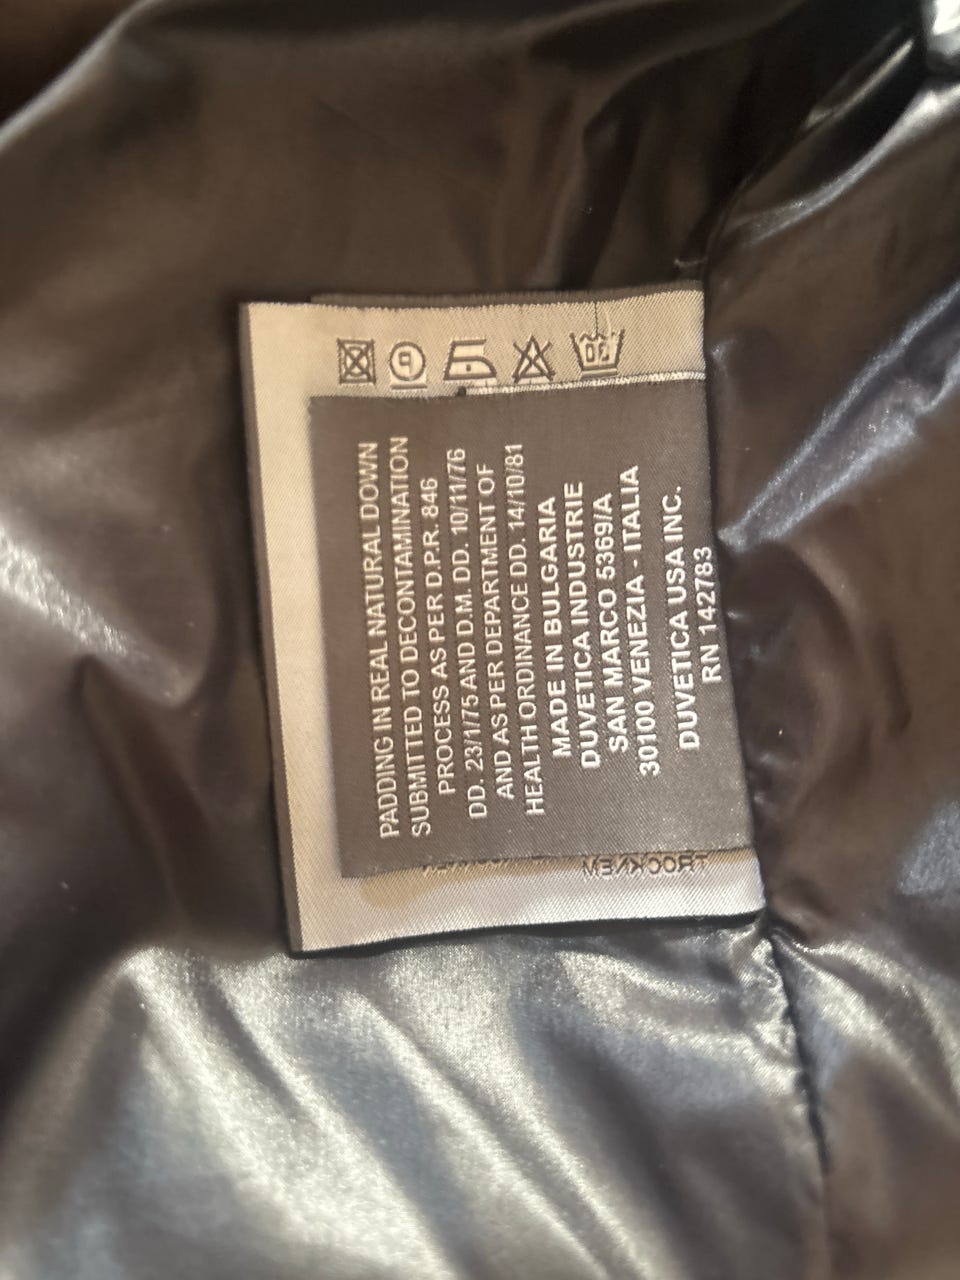 PADDING IN REAL NATURAL DOWN
SUBMITTED TO DECONTAMINATION
PROCESS AS PER D.P.R. 846
DD. 23/1/75 AND D.M. DD. 10/11/76
AND AS PER DEPARTMENT OF
HEALTH ORDINANCE DD. 14/10/81
MADE IN BULGARIA
DUVETICA INDUSTRIE
SAN MARCO 5369/A
30100 VENEZIA - ITALIA
DUVETICA USA INC.
RN 142783